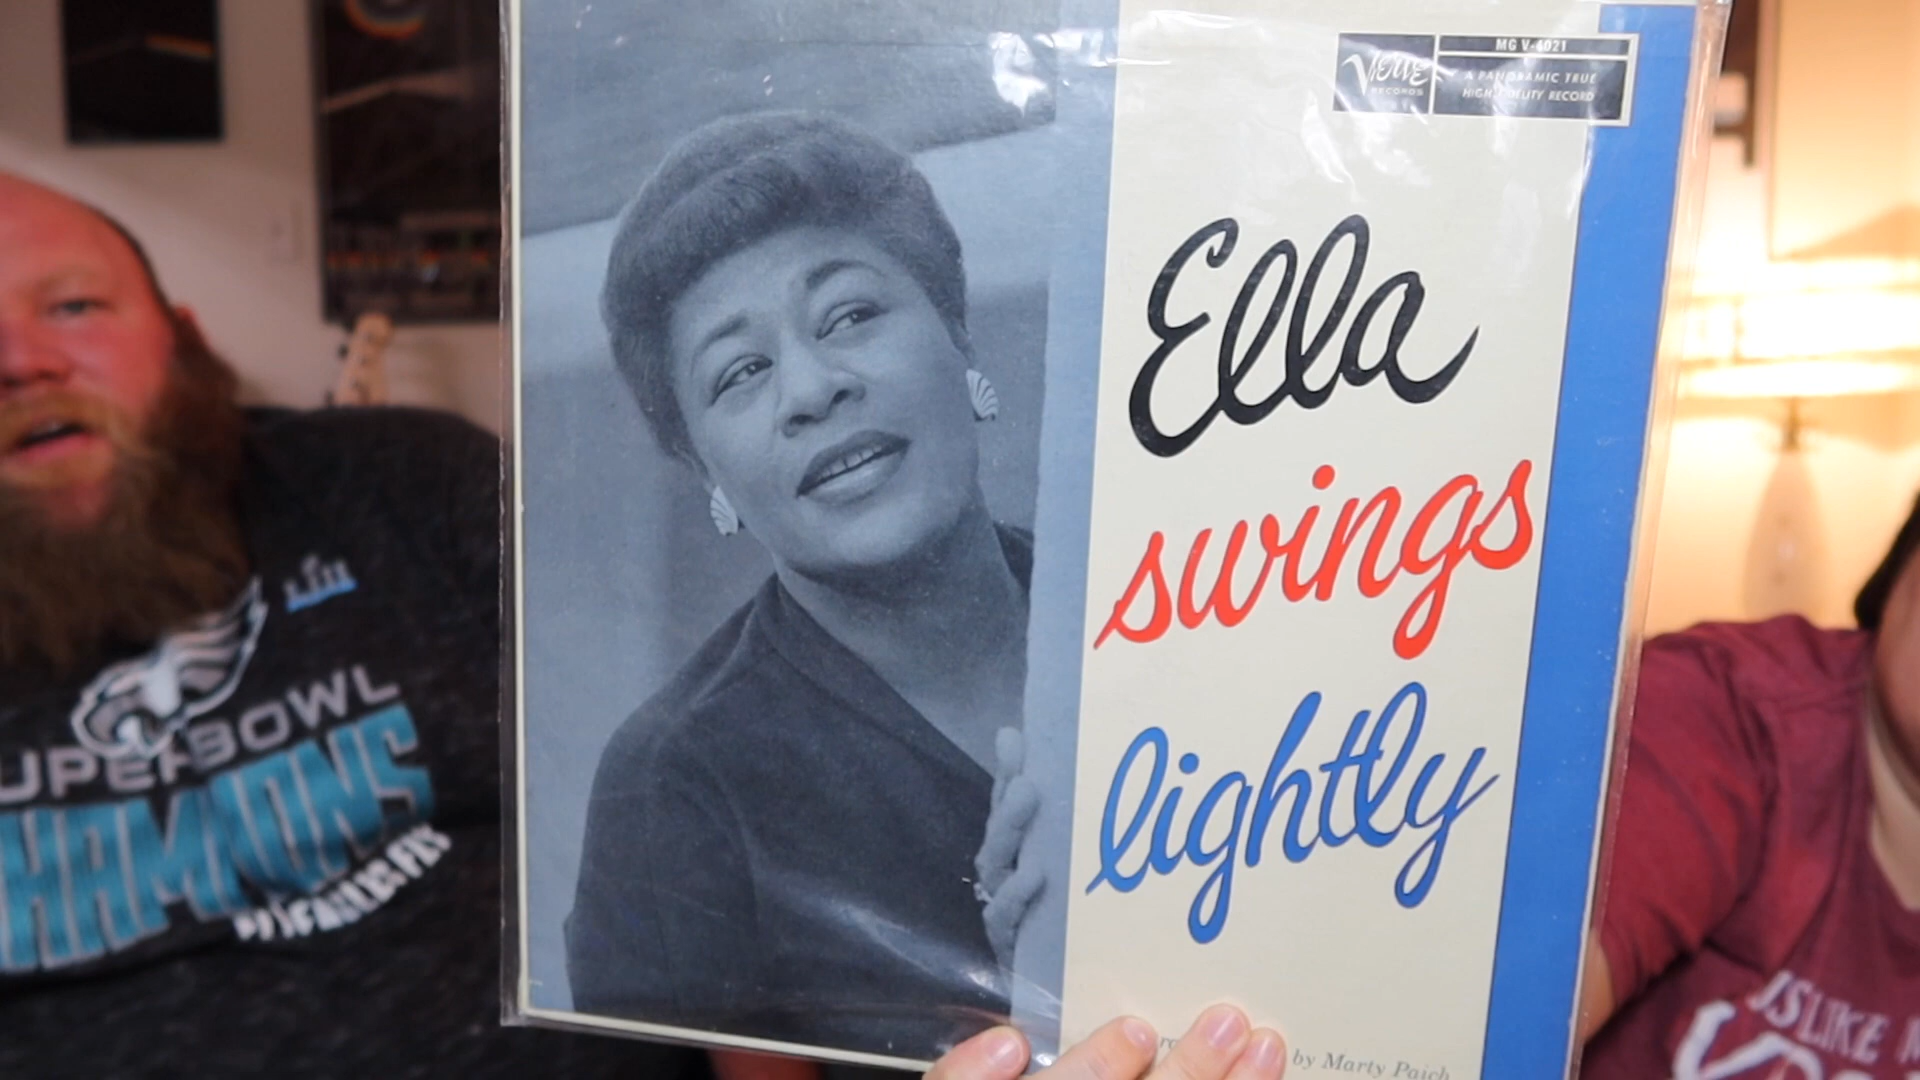 MG V-4021
VERVE
RECORDS
A PANORAMIC TRUE
HIGH FIDELITY RECORD
Ella
swings
lightly
by Marty Paich
LII
SUPER BOWL
CHAMPIONS